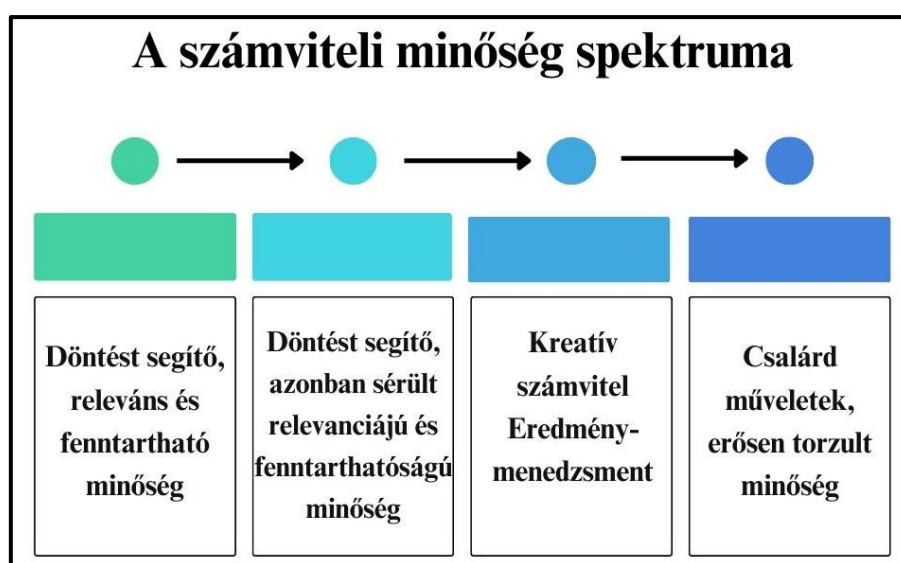 A számviteli minőség spektruma
Döntést segítő,
releváns és
fenntartható
minőség
Döntést segítő,
azonban sérült
relevanciájú és
fenntarthatóságú
minőség
Kreatív
számvitel
Eredmény-
menedzsment
Csalárd
műveletek,
erősen torzult
minőség